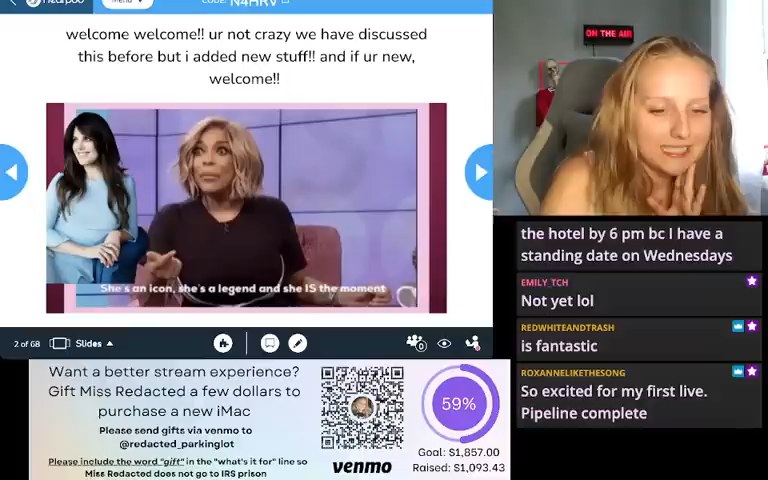 Menu
CODE: N4HRV
welcome welcome!! ur not crazy we have discussed
this before but i added new stuff!! and if ur new,
welcome!!
She's an icon, she's a legend and she IS the moment
2 of 68
Slides
0
ON THE AIR
the hotel by 6 pm bc I have a
standing date on Wednesdays
EMILY_TCH
Not yet lol
REDWHITEANDTRASH
is fantastic
ROXANNELIKETHESONG
So excited for my first live.
Pipeline complete
Want a better stream experience?
Gift Miss Redacted a few dollars to
purchase a new iMac
Please send gifts via venmo to
@redacted_parkinglot
Please include the word "gift" in the "what's it for" line so
Miss Redacted does not go to IRS prison
venmo
59%
Goal: $1,857.00
Raised: $1,093.43